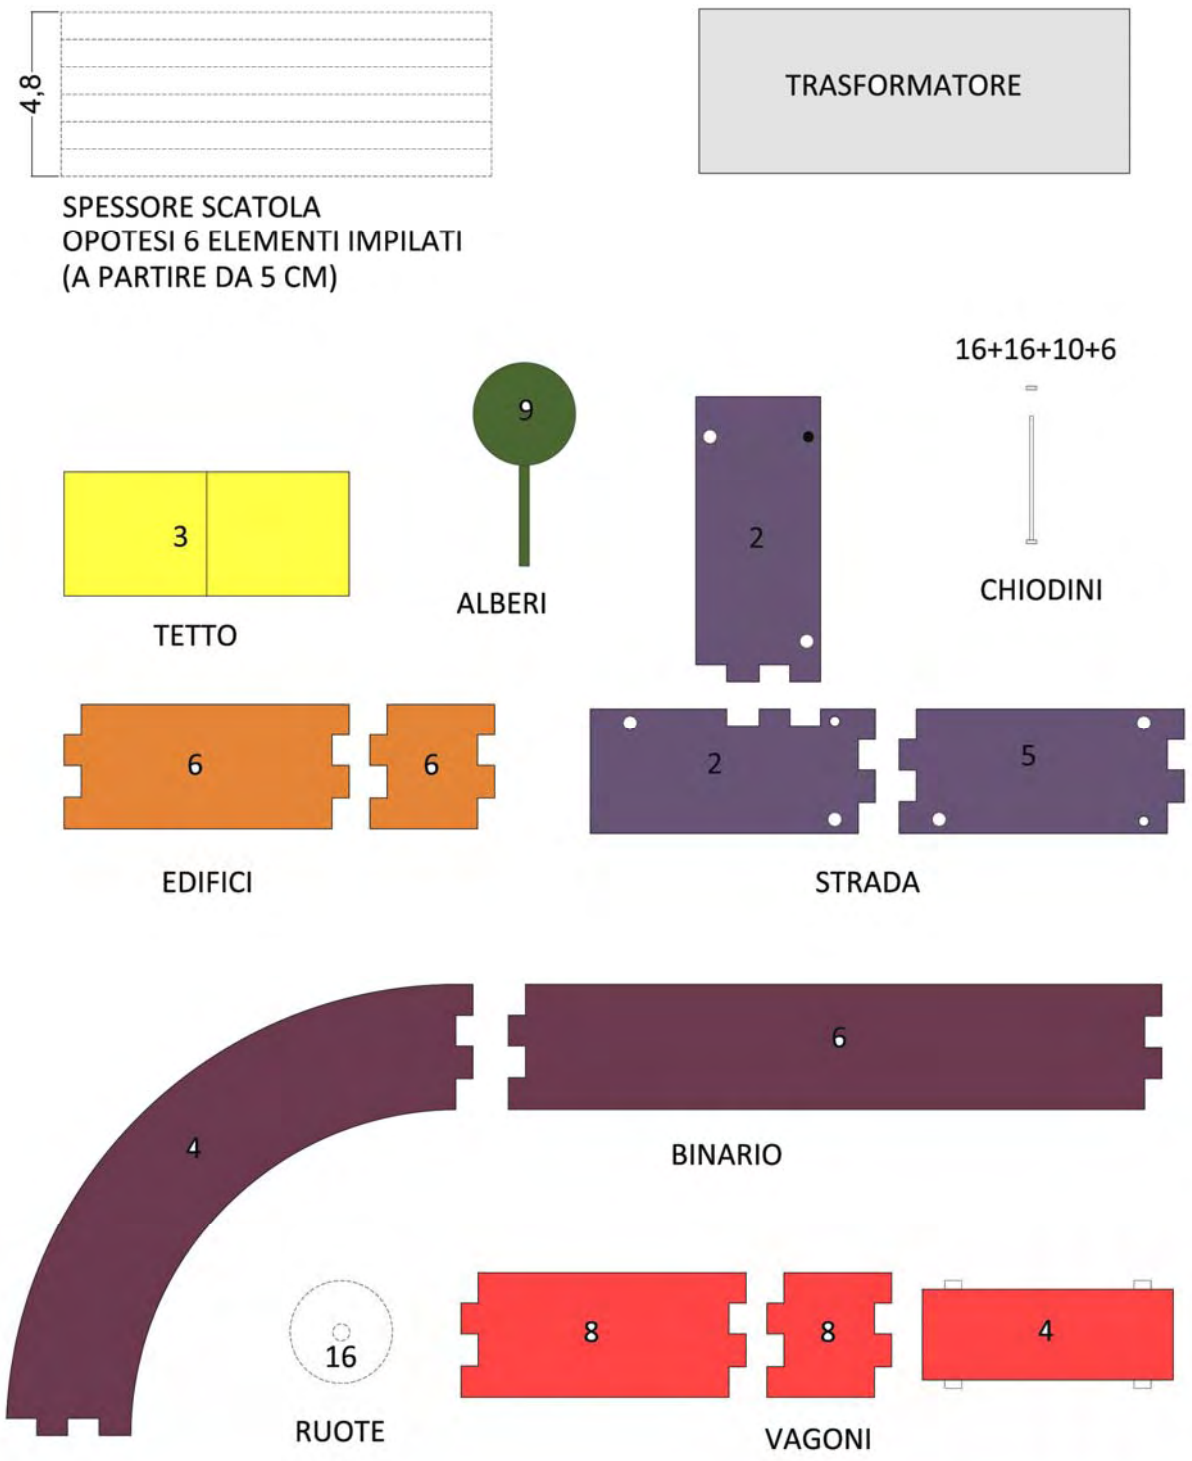 4,8
TRASFORMATORE
SPESSORE SCATOLA
OPOTESI 6 ELEMENTI IMPILATI
(A PARTIRE DA 5 CM)
16+16+10+6
9
3
2
CHIODINI
ALBERI
TETTO
6
6
2
5
EDIFICI
STRADA
6
4
BINARIO
16
8
8
4
RUOTE
VAGONI